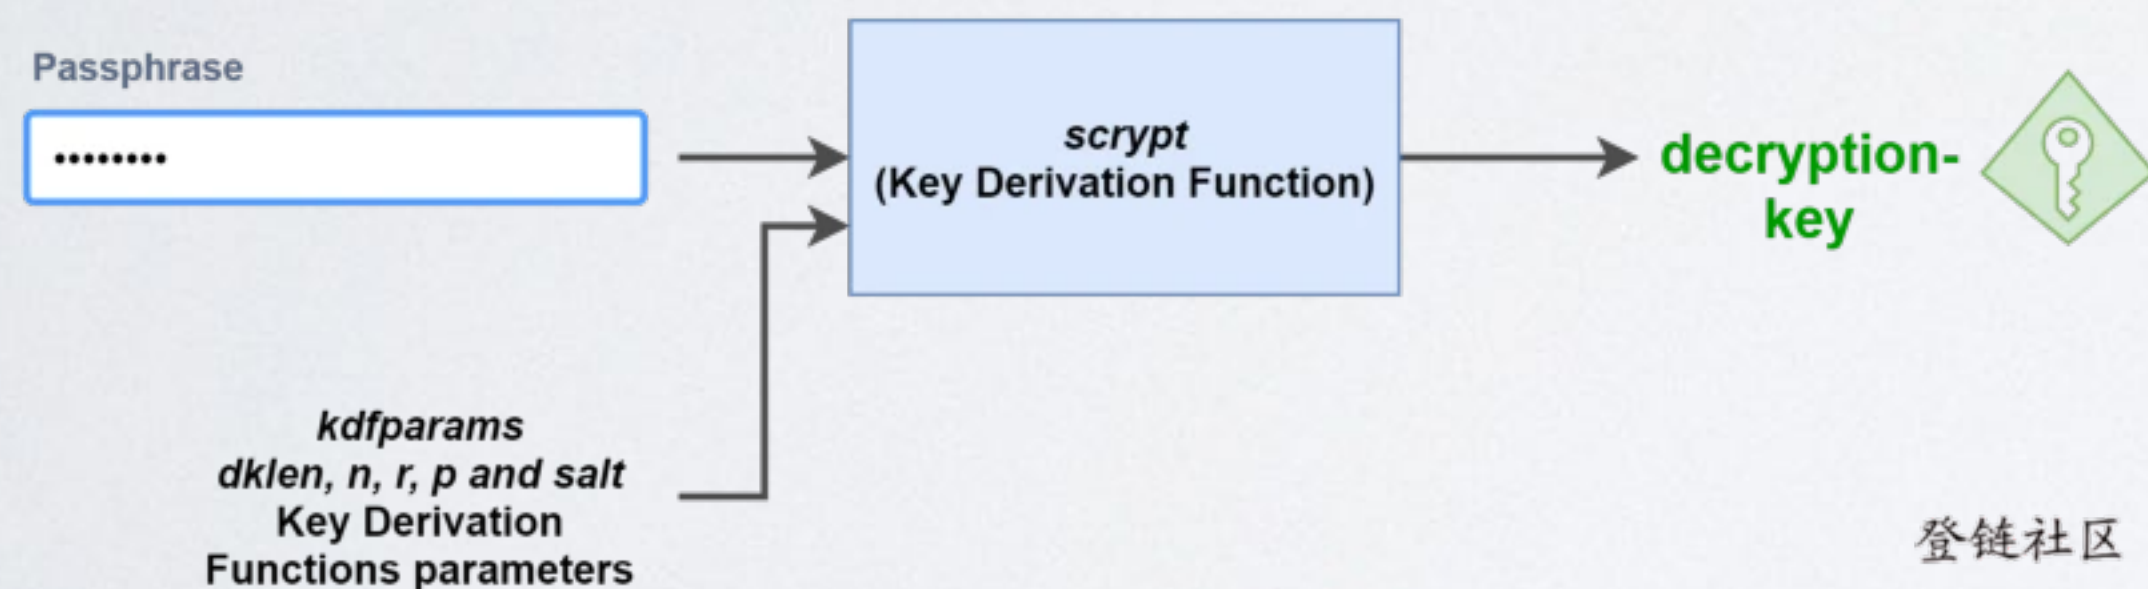 Passphrase
••••••••
scrypt
(Key Derivation Function)
decryption-
key
kdfparams
dklen, n, r, p and salt
Key Derivation
Functions parameters
登链社区